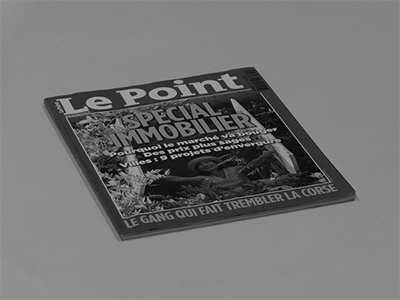 Le Point
SPÉCIAL
IMMOBILIER
Pourquoi le marché va bouger
Des prix plus sages
Villes : 9 projets d'envergure
LE GANG QUI FAIT TREMBLER LA CORSE